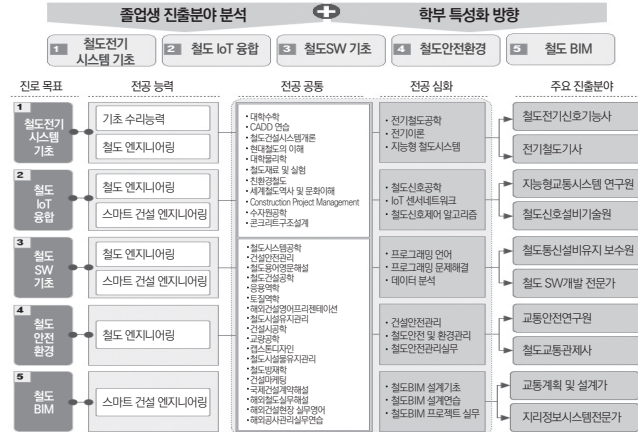 졸업생 진출분야 분석
학부 특성화 방향
1 철도전기
시스템 기초
2 철도 IoT 융합
3 철도SW 기초
4 철도안전환경
5 철도 BIM
진로 목표
전공 능력
전공 공통
전공 심화
주요 진출분야
1
철도전기
시스템
기초
기초 수리능력
철도 엔지니어링
2
철도
IoT
융합
철도 엔지니어링
스마트 건설 엔지니어링
3
철도
SW
기초
철도 엔지니어링
스마트 건설 엔지니어링
4
철도
안전
환경
철도 엔지니어링
5
철도
BIM
스마트 건설 엔지니어링
• 대학수학
• CADD 연습
• 철도건설시스템개론
• 현대철도의 이해
• 대학물리학
• 철도재료 및 실험
• 친환경철도
• 세계철도역사 및 문화이해
• Construction Project Management
• 수자원공학
• 콘크리트구조설계
• 철도시스템공학
• 건설안전관리
• 철도용어영문해설
• 철도건설공학
• 응용역학
• 토질역학
• 해외건설영어프리젠테이션
• 철도시설유지관리
• 건설시공학
• 교량공학
• 캡스톤디자인
• 철도시설물유지관리
• 철도방재학
• 건설마케팅
• 국제건설계약해설
• 해외철도실무해설
• 해외건설현장 실무영어
• 해외공사관리실무연습
• 전기철도공학
• 전기이론
• 지능형 철도시스템
• 철도신호공학
• IoT 센서네트워크
• 철도신호제어 알고리즘
• 프로그래밍 언어
• 프로그래밍 문제해결
• 데이터 분석
• 건설안전관리
• 철도안전 및 환경관리
• 철도안전관리실무
• 철도BIM 설계기초
• 철도BIM 설계연습
• 철도BIM 프로젝트 실무
철도전기신호기능사
전기철도기사
지능형교통시스템 연구원
철도신호설비기술원
철도통신설비유지 보수원
철도 SW개발 전문가
교통안전연구원
철도교통관제사
교통계획 및 설계가
지리정보시스템전문가